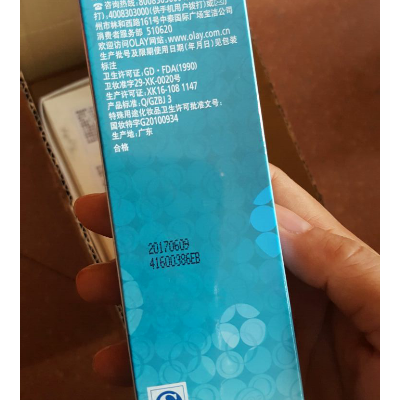 打).4008303000(供手机用户拨打)
州市林和西路161号中泰国际广场宝洁公司
消费者服务部 510620
欢迎访问OLAY网站:www.olay.com.cn
生产批号及限期使用日期(年月日)见包装
标注
卫生许可证:GD·FDA(1990)
卫妆准字29-XK-0020号
生产许可证:XK16-108 1147
产品标准:Q/GZBJ 3
特殊用途化妆品卫生许可批准文号:
国妆特字G20100934
生产地:广东
合格
20170609
41600386EB